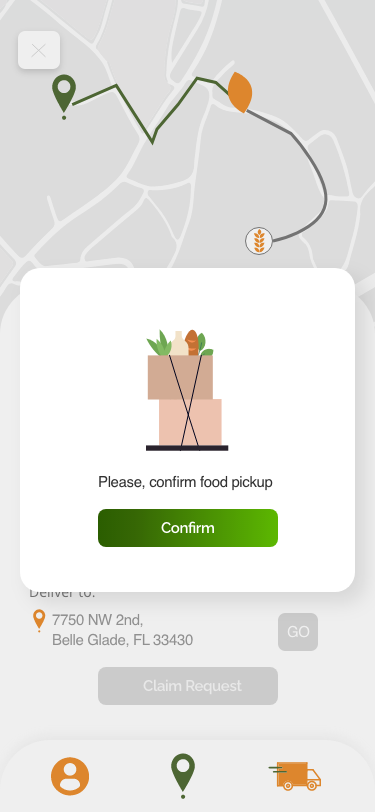 Please, confirm food pickup
Confirm
Deliver to:
7750 NW 2nd,
Belle Glade, FL 33430
GO
Claim Request